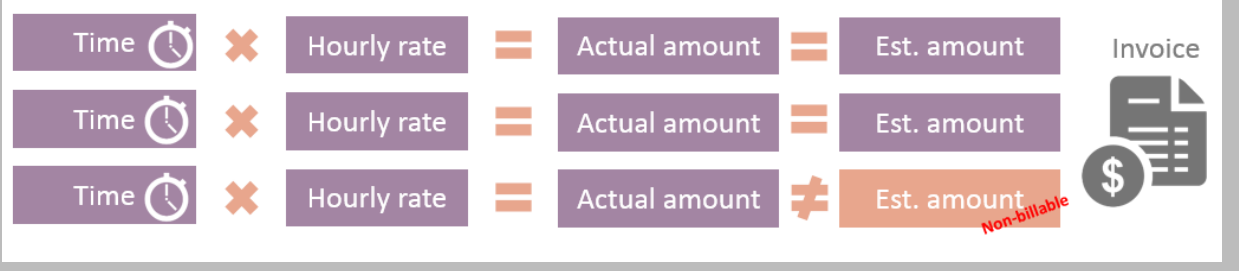 Time Hourly rate Actual amount Est. amount
Invoice
Time Hourly rate Actual amount Est. amount
$
Time Hourly rate Actual amount Est. amount
Non-billable